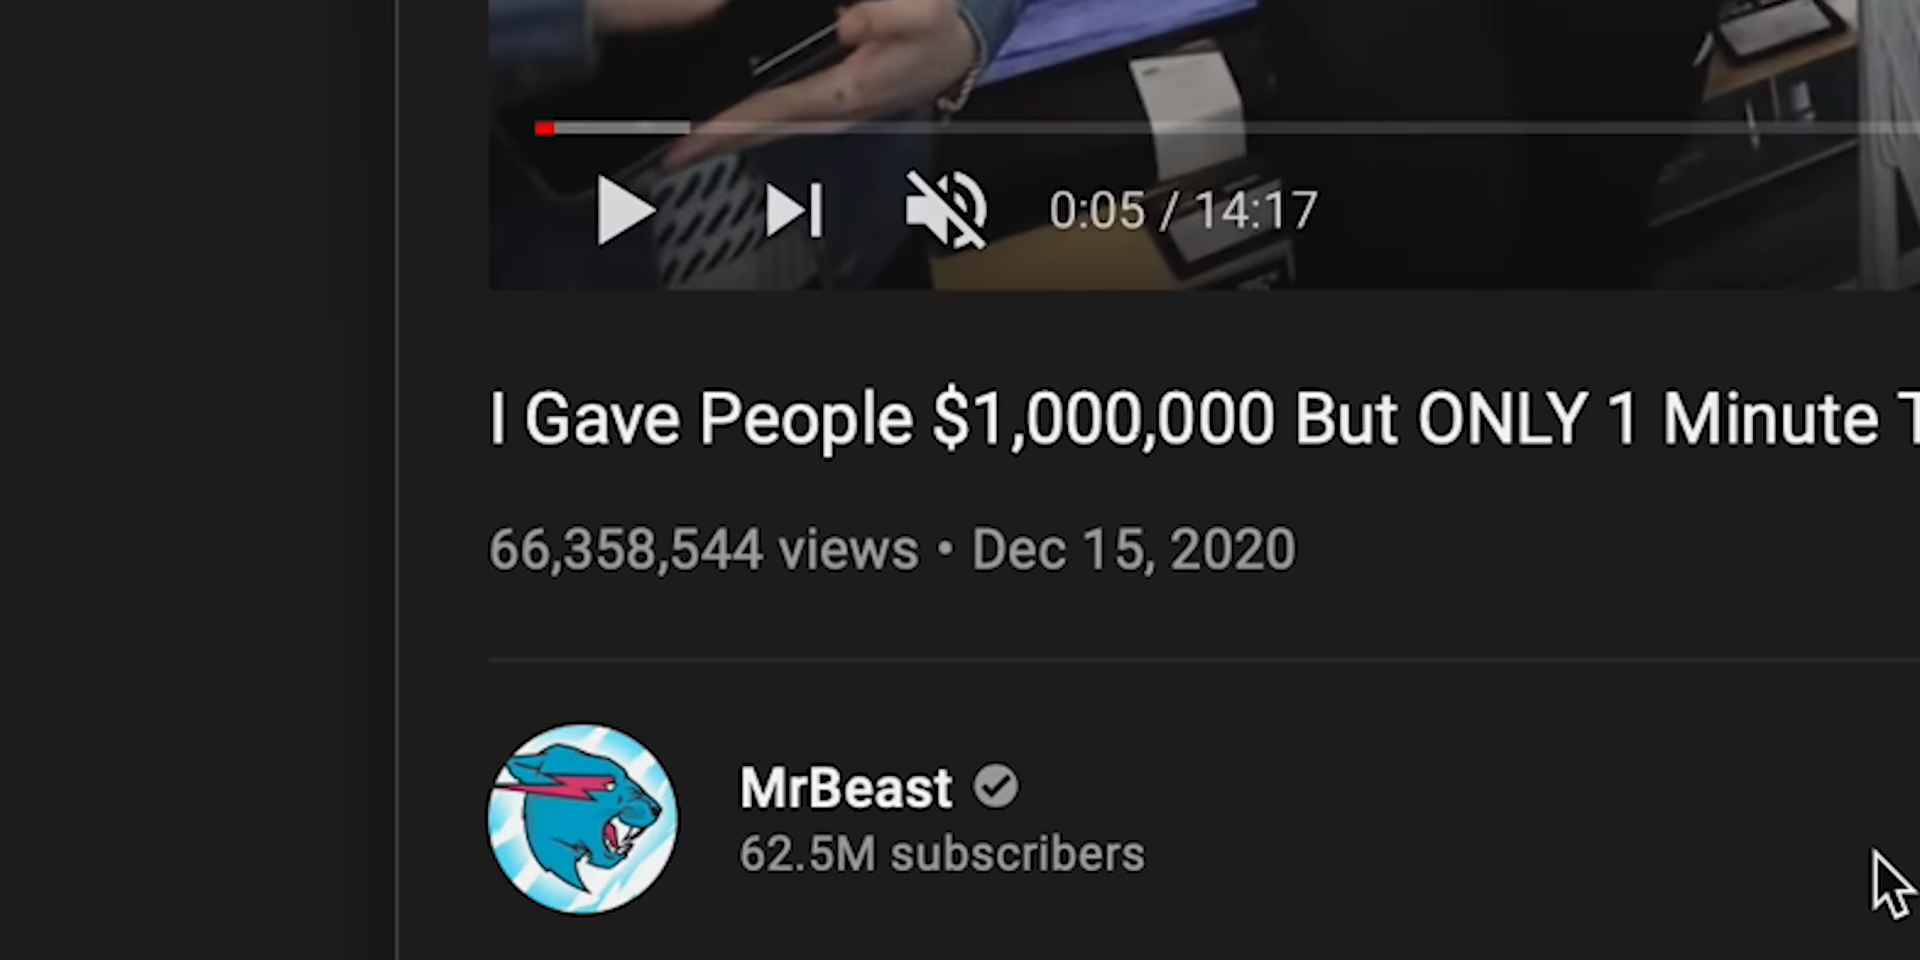 0:05 / 14:17
I Gave People $1,000,000 But ONLY 1 Minute T
66,358,544 views • Dec 15, 2020
MrBeast
62.5M subscribers